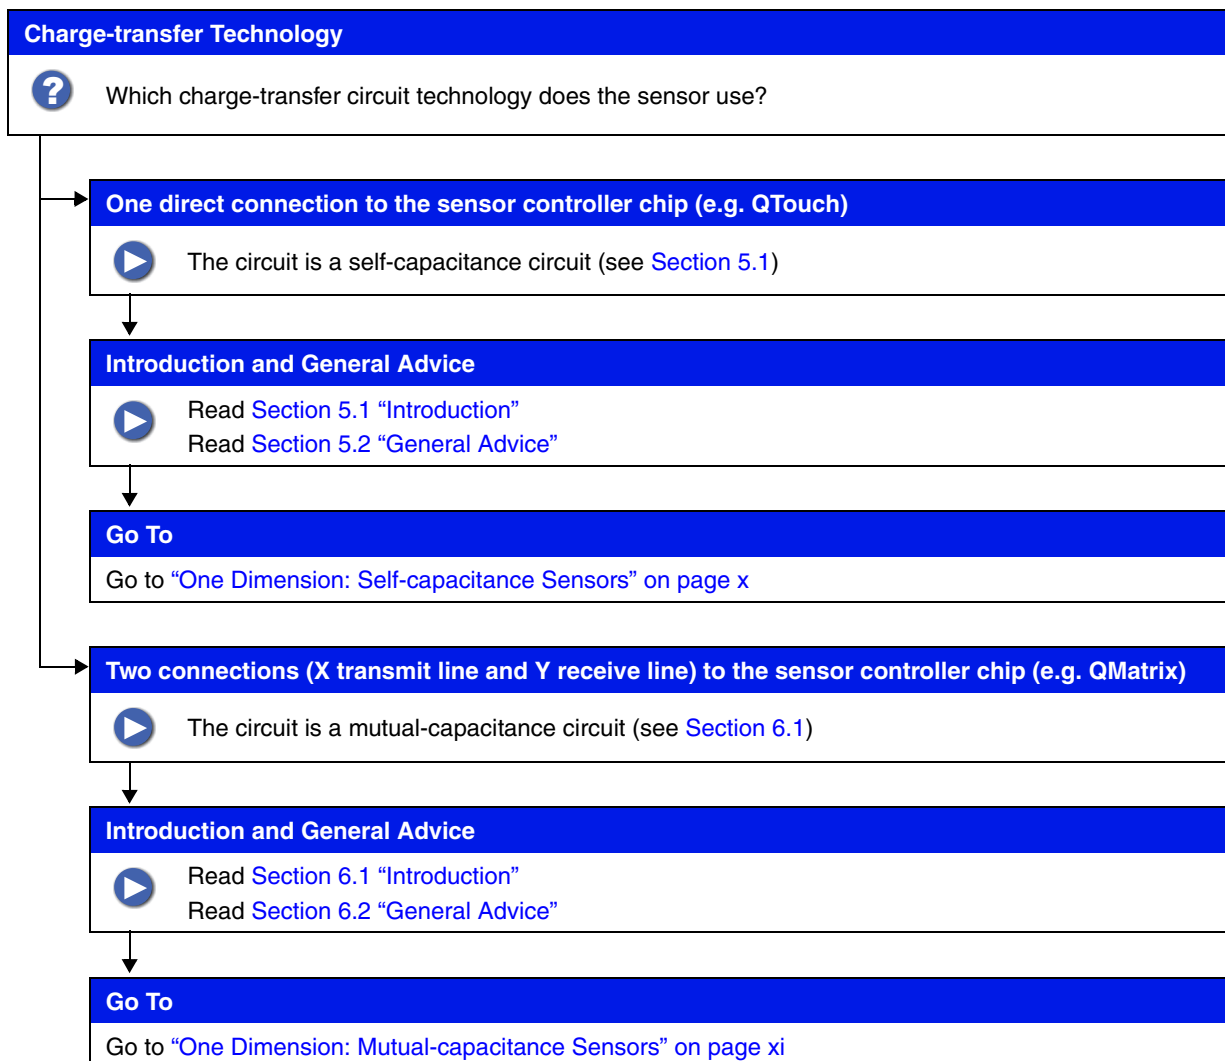 Charge-transfer Technology
?
Which charge-transfer circuit technology does the sensor use?
One direct connection to the sensor controller chip (e.g. QTouch)
The circuit is a self-capacitance circuit (see Section 5.1)
Introduction and General Advice
Read Section 5.1 “Introduction”
Read Section 5.2 “General Advice”
Go To
Go to “One Dimension: Self-capacitance Sensors” on page x
Two connections (X transmit line and Y receive line) to the sensor controller chip (e.g. QMatrix)
The circuit is a mutual-capacitance circuit (see Section 6.1)
Introduction and General Advice
Read Section 6.1 “Introduction”
Read Section 6.2 “General Advice”
Go To
Go to “One Dimension: Mutual-capacitance Sensors” on page xi